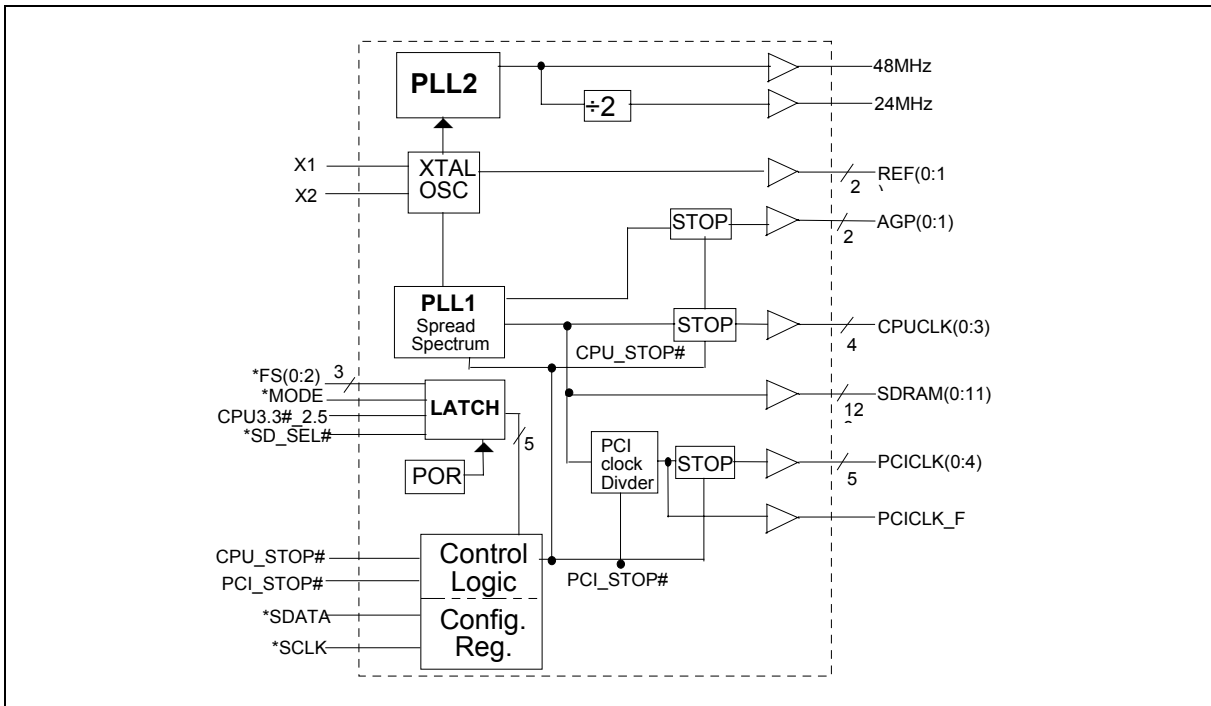 PLL2
÷2
48MHz
24MHz
X1
X2
XTAL
OSC
2
REF(0:1
)
STOP
2
AGP(0:1)
PLL1
Spread
Spectrum
STOP
CPU_STOP#
4
CPUCLK(0:3)
*FS(0:2)
3
*MODE
CPU3.3#_2.5
*SD_SEL#
LATCH
5
POR
12
SDRAM(0:11)
PCI
clock
Divder
STOP
5
PCICLK(0:4)
PCICLK_F
CPU_STOP#
PCI_STOP#
*SDATA
*SCLK
Control
Logic
Config.
Reg.
PCI_STOP#